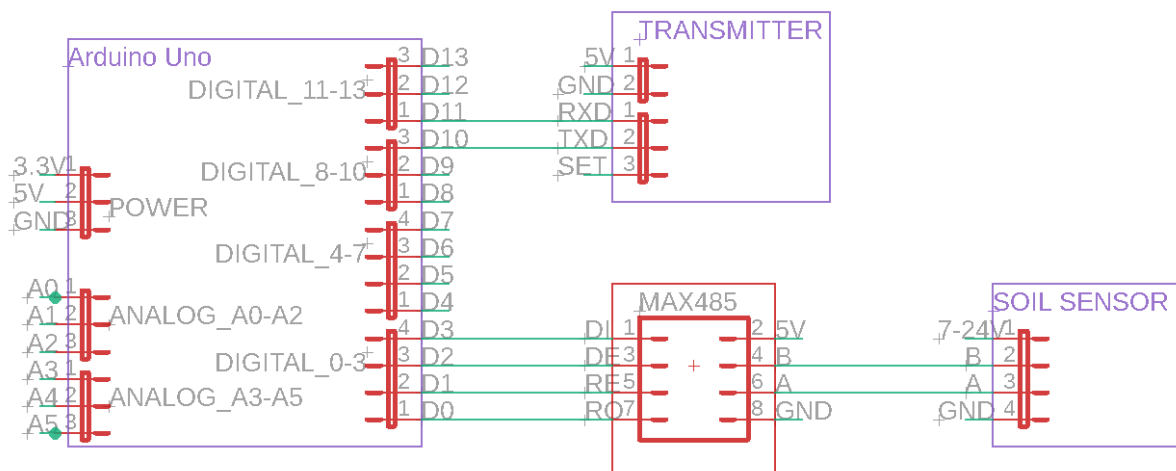 TRANSMITTER
Arduino Uno
3 D13
5V 1
DIGITAL_11-13 2 D12
GND 2
1 D11
RXD 1
3 D10
TXD 2
3.3V 1
DIGITAL_8-10 2 D9
SET 3
5V 2
1 D8
POWER
GND 3
4 D7
DIGITAL_4-7 3 D6
2 D5
A0 1
1 D4
MAX485
SOIL SENSOR
ANALOG_A0-A2
A1 2
4 D3
DI 1
2 5V
7-24V 1
A2 3
DIGITAL_0-3 3 D2
DE 3
4 B
B 2
A3 1
2 D1
RE 5
6 A
A 3
A4 2
ANALOG_A3-A5
1 D0
RO 7
8 GND
GND 4
A5 3